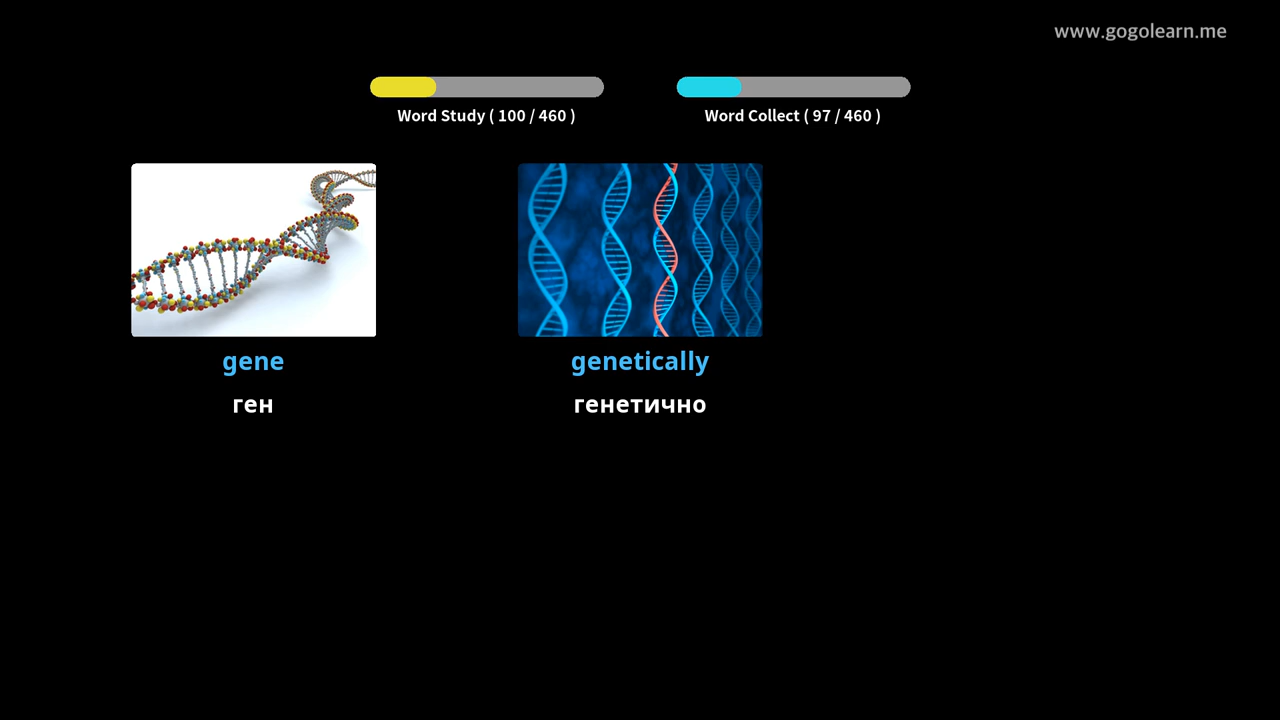 www.gogolearn.me
Word Study ( 100 / 460 )
Word Collect ( 97 / 460 )
gene
genetically
ген
генетично